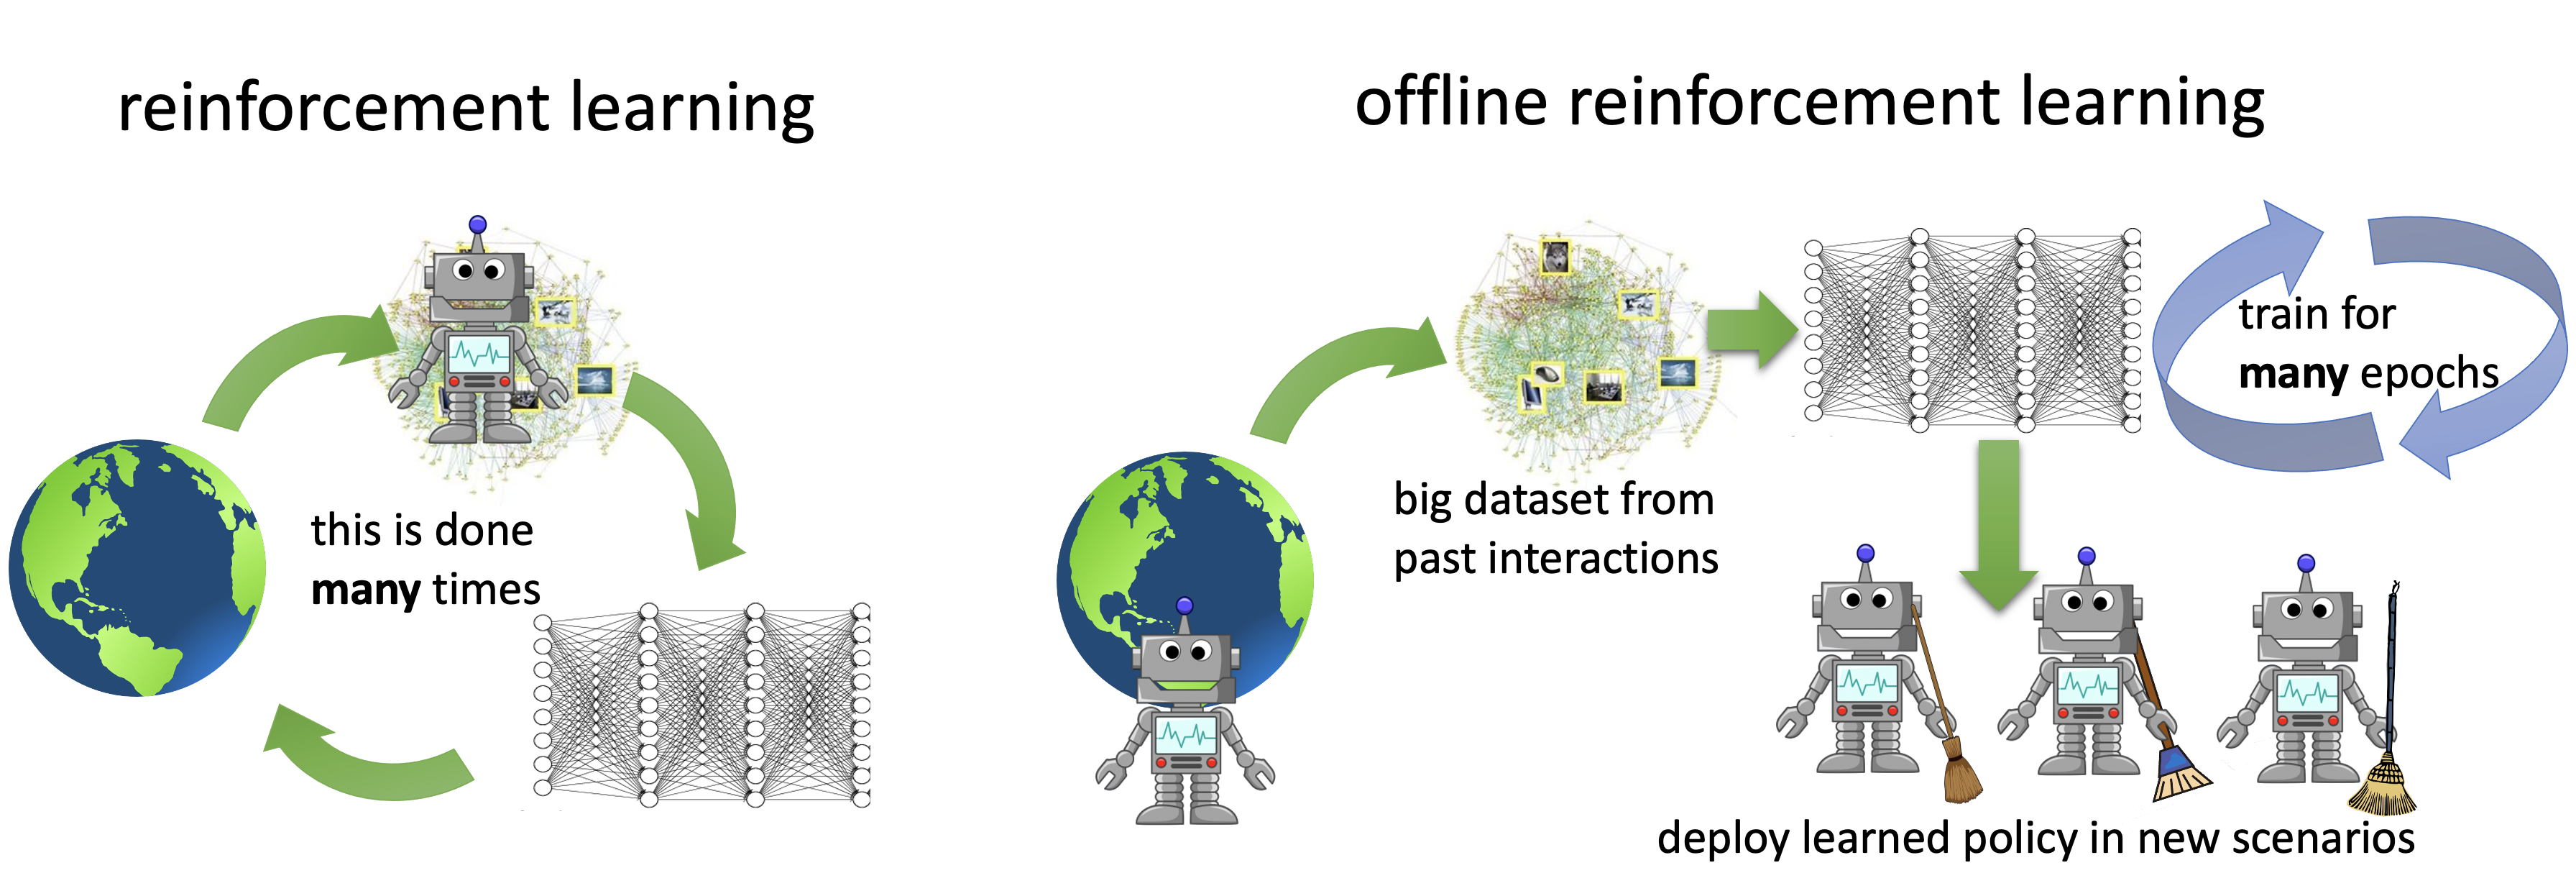 reinforcement learning
this is done
many times
offline reinforcement learning
big dataset from
past interactions
train for
many epochs
deploy learned policy in new scenarios